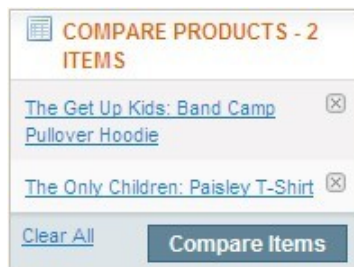 COMPARE PRODUCTS - 2
ITEMS
The Get Up Kids: Band Camp
Pullover Hoodie
The Only Children: Paisley T-Shirt
Clear All
Compare Items